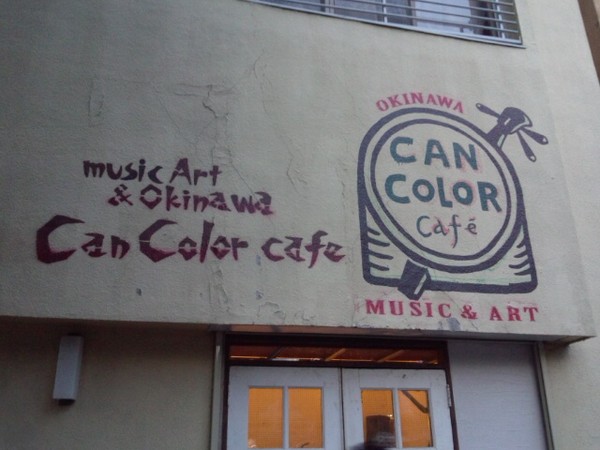 music Art
& Okinawa
Can Color cafe
OKINAWA
CAN
COLOR
Café
MUSIC & ART